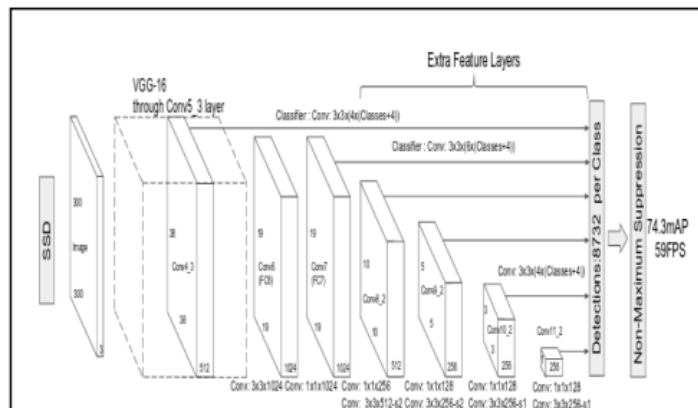 Extra Feature Layers
VGG-16
through Conv5_3 layer
Classifier : Conv: 3x3x(4x(Classes+4))
Classifier : Conv: 3x3x(6x(Classes+4))
SSD
300
Image
300
3
38
Conv4_3
38
512
19
Conv6
(FC6)
19
1024
19
Conv7
(FC7)
19
1024
10
Conv8_2
10
512
5
Conv9_2
5
256
Conv: 3x3x(4x(Classes+4))
3
Conv10_2
3
256
Conv11_2
256
Detections:8732 per Class
Non-Maximum Suppression
74.3mAP
59FPS
Conv: 3x3x1024 Conv: 1x1x1024 Conv: 1x1x256 Conv: 1x1x128 Conv: 1x1x128 Conv: 1x1x128
Conv: 3x3x512-s2 Conv: 3x3x256-s2 Conv: 3x3x256-s1 Conv: 3x3x256-s1